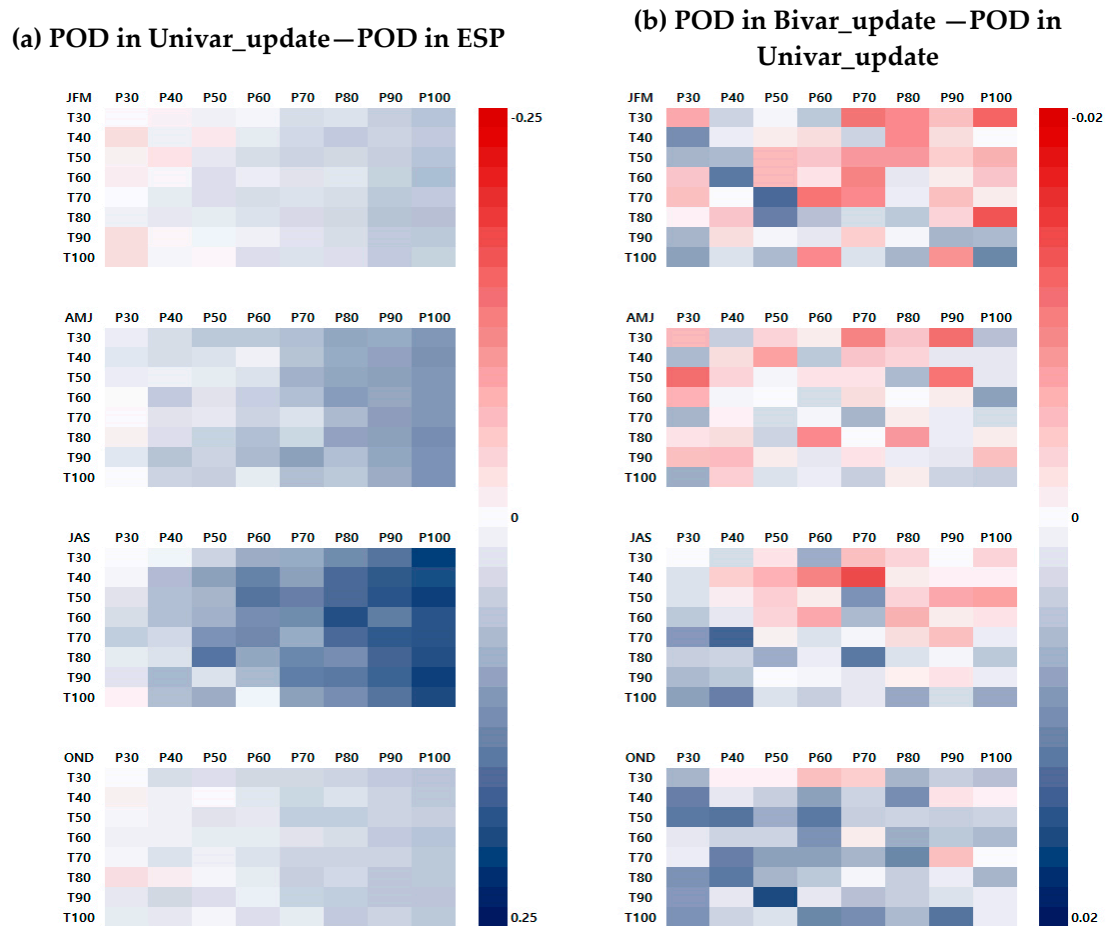 (a) POD in Univar_update—POD in ESP
(b) POD in Bivar_update —POD in
Univar_update
JFM P30 P40 P50 P60 P70 P80 P90 P100
T30
T40
T50
T60
T70
T80
T90
T100
AMJ P30 P40 P50 P60 P70 P80 P90 P100
T30
T40
T50
T60
T70
T80
T90
T100
JAS P30 P40 P50 P60 P70 P80 P90 P100
T30
T40
T50
T60
T70
T80
T90
T100
OND P30 P40 P50 P60 P70 P80 P90 P100
T30
T40
T50
T60
T70
T80
T90
T100
-0.25
0
0.25
JFM P30 P40 P50 P60 P70 P80 P90 P100
T30
T40
T50
T60
T70
T80
T90
T100
AMJ P30 P40 P50 P60 P70 P80 P90 P100
T30
T40
T50
T60
T70
T80
T90
T100
JAS P30 P40 P50 P60 P70 P80 P90 P100
T30
T40
T50
T60
T70
T80
T90
T100
OND P30 P40 P50 P60 P70 P80 P90 P100
T30
T40
T50
T60
T70
T80
T90
T100
-0.02
0
0.02